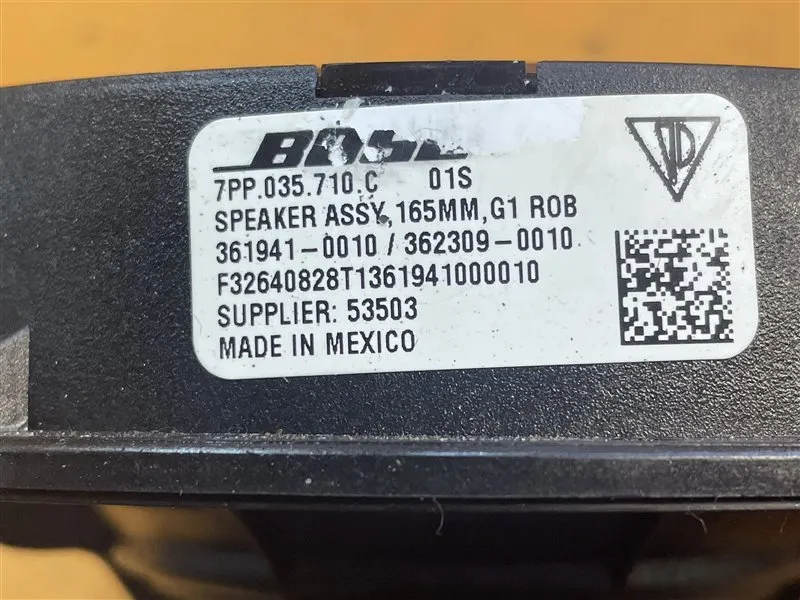 BOSE
7PP.035.710.C 01S
SPEAKER ASSY,165MM,G1 ROB
361941-0010 / 362309-0010
F32640828T1361941000010
SUPPLIER: 53503
MADE IN MEXICO